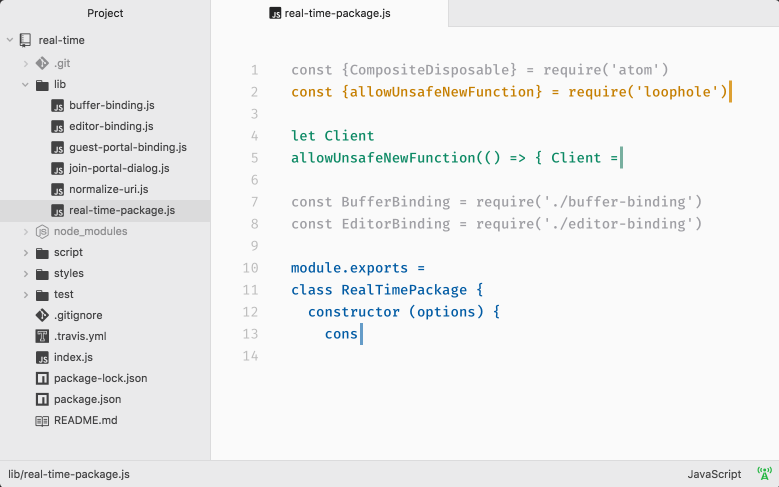 Project
real-time
.git
lib
buffer-binding.js
editor-binding.js
guest-portal-binding.js
join-portal-dialog.js
normalize-uri.js
real-time-package.js
node_modules
script
styles
test
.gitignore
.travis.yml
index.js
package-lock.json
package.json
README.md
real-time-package.js
1 const {CompositeDisposable} = require('atom')
2 const {allowUnsafeNewFunction} = require('loophole')
3
4 let Client
5 allowUnsafeNewFunction(() => { Client =
6
7 const BufferBinding = require('./buffer-binding')
8 const EditorBinding = require('./editor-binding')
9
10 module.exports =
11 class RealTimePackage {
12 constructor (options) {
13 cons
14
lib/real-time-package.js
JavaScript